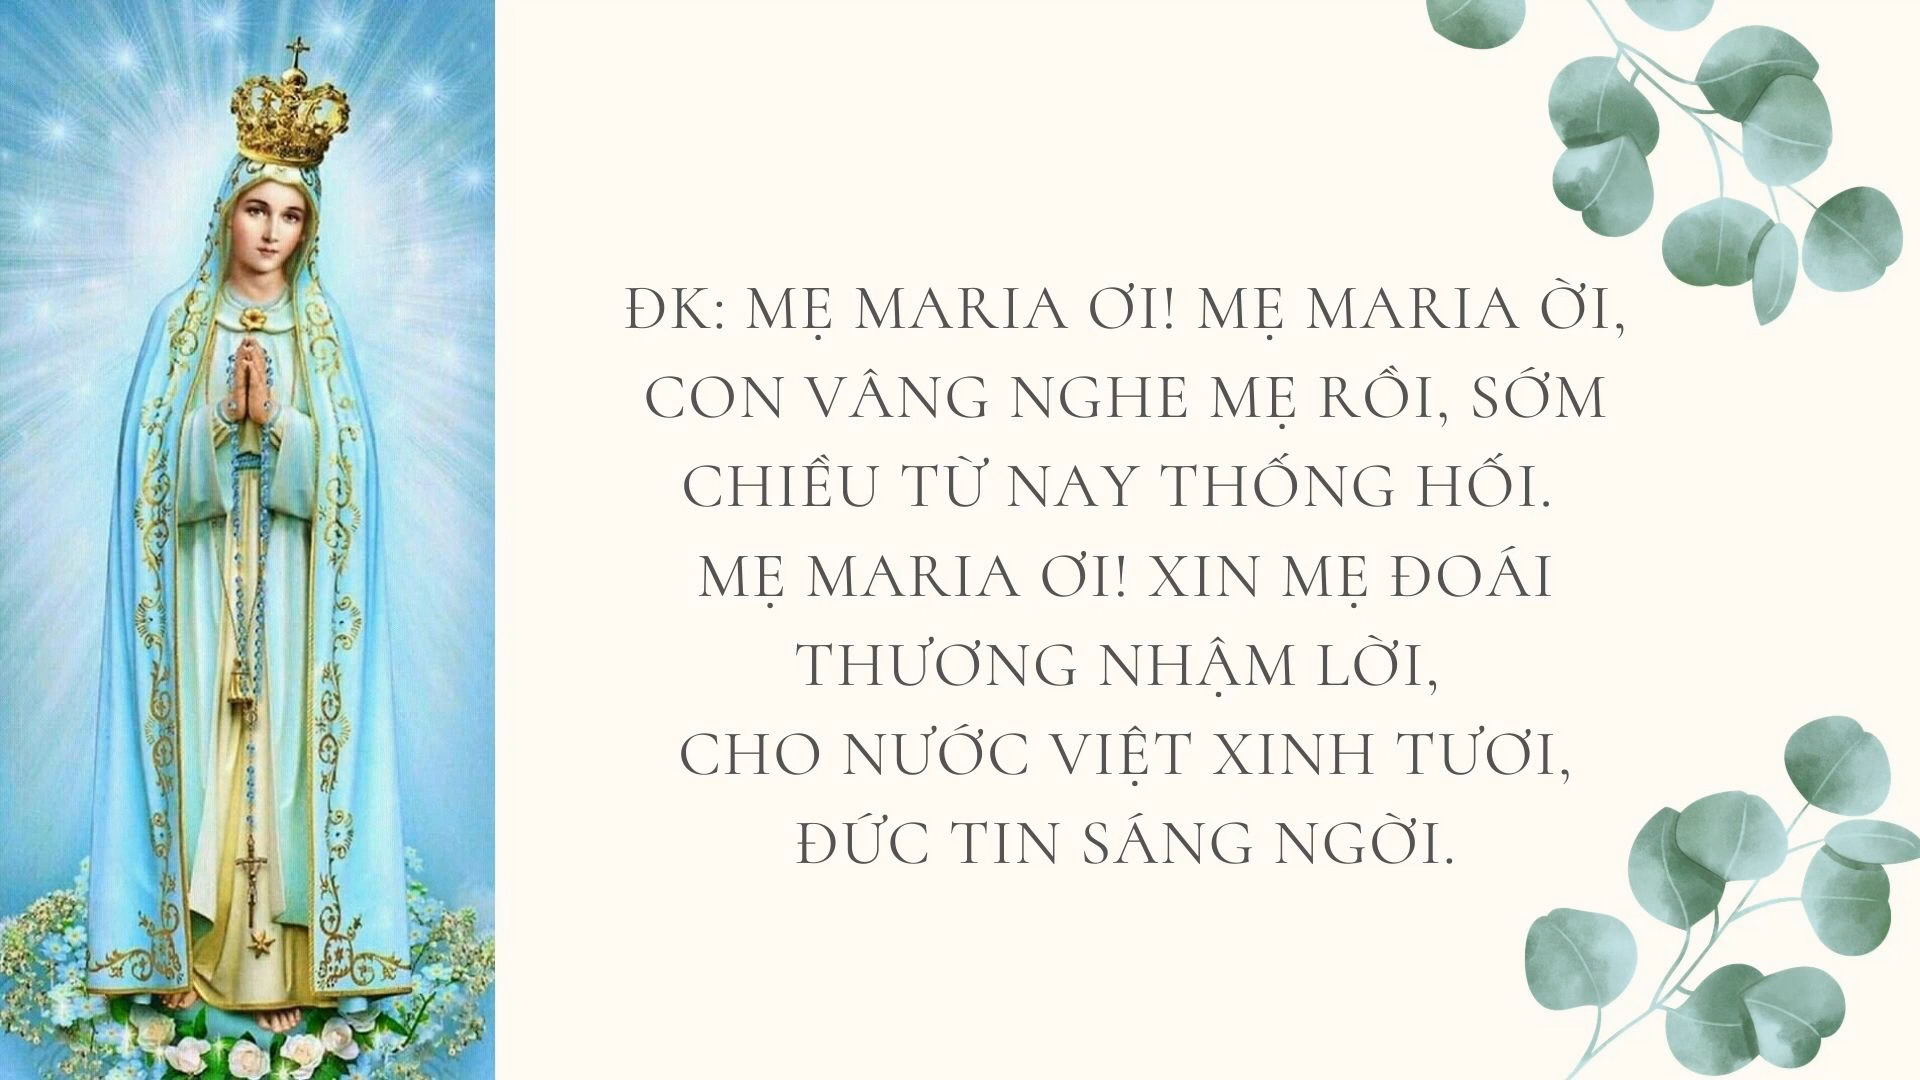 ĐK: MẸ MARIA ƠI! MẸ MARIA ỜI,
CON VÂNG NGHE MẸ RỒI, SỚM
CHIỀU TỪ NAY THỐNG HỐI.
MẸ MARIA ƠI! XIN MẸ ĐOÁI
THƯƠNG NHẬM LỜI,
CHO NƯỚC VIỆT XINH TƯƠI,
ĐỨC TIN SÁNG NGỜI.